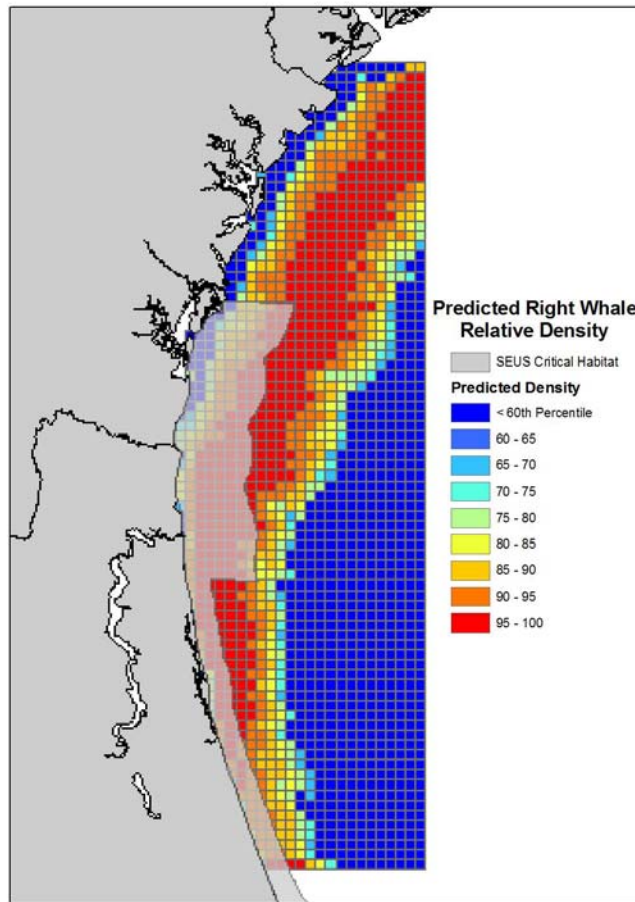 Predicted Right Whale
Relative Density
SEUS Critical Habitat
Predicted Density
< 60th Percentile
60 - 65
65 - 70
70 - 75
75 - 80
80 - 85
85 - 90
90 - 95
95 - 100